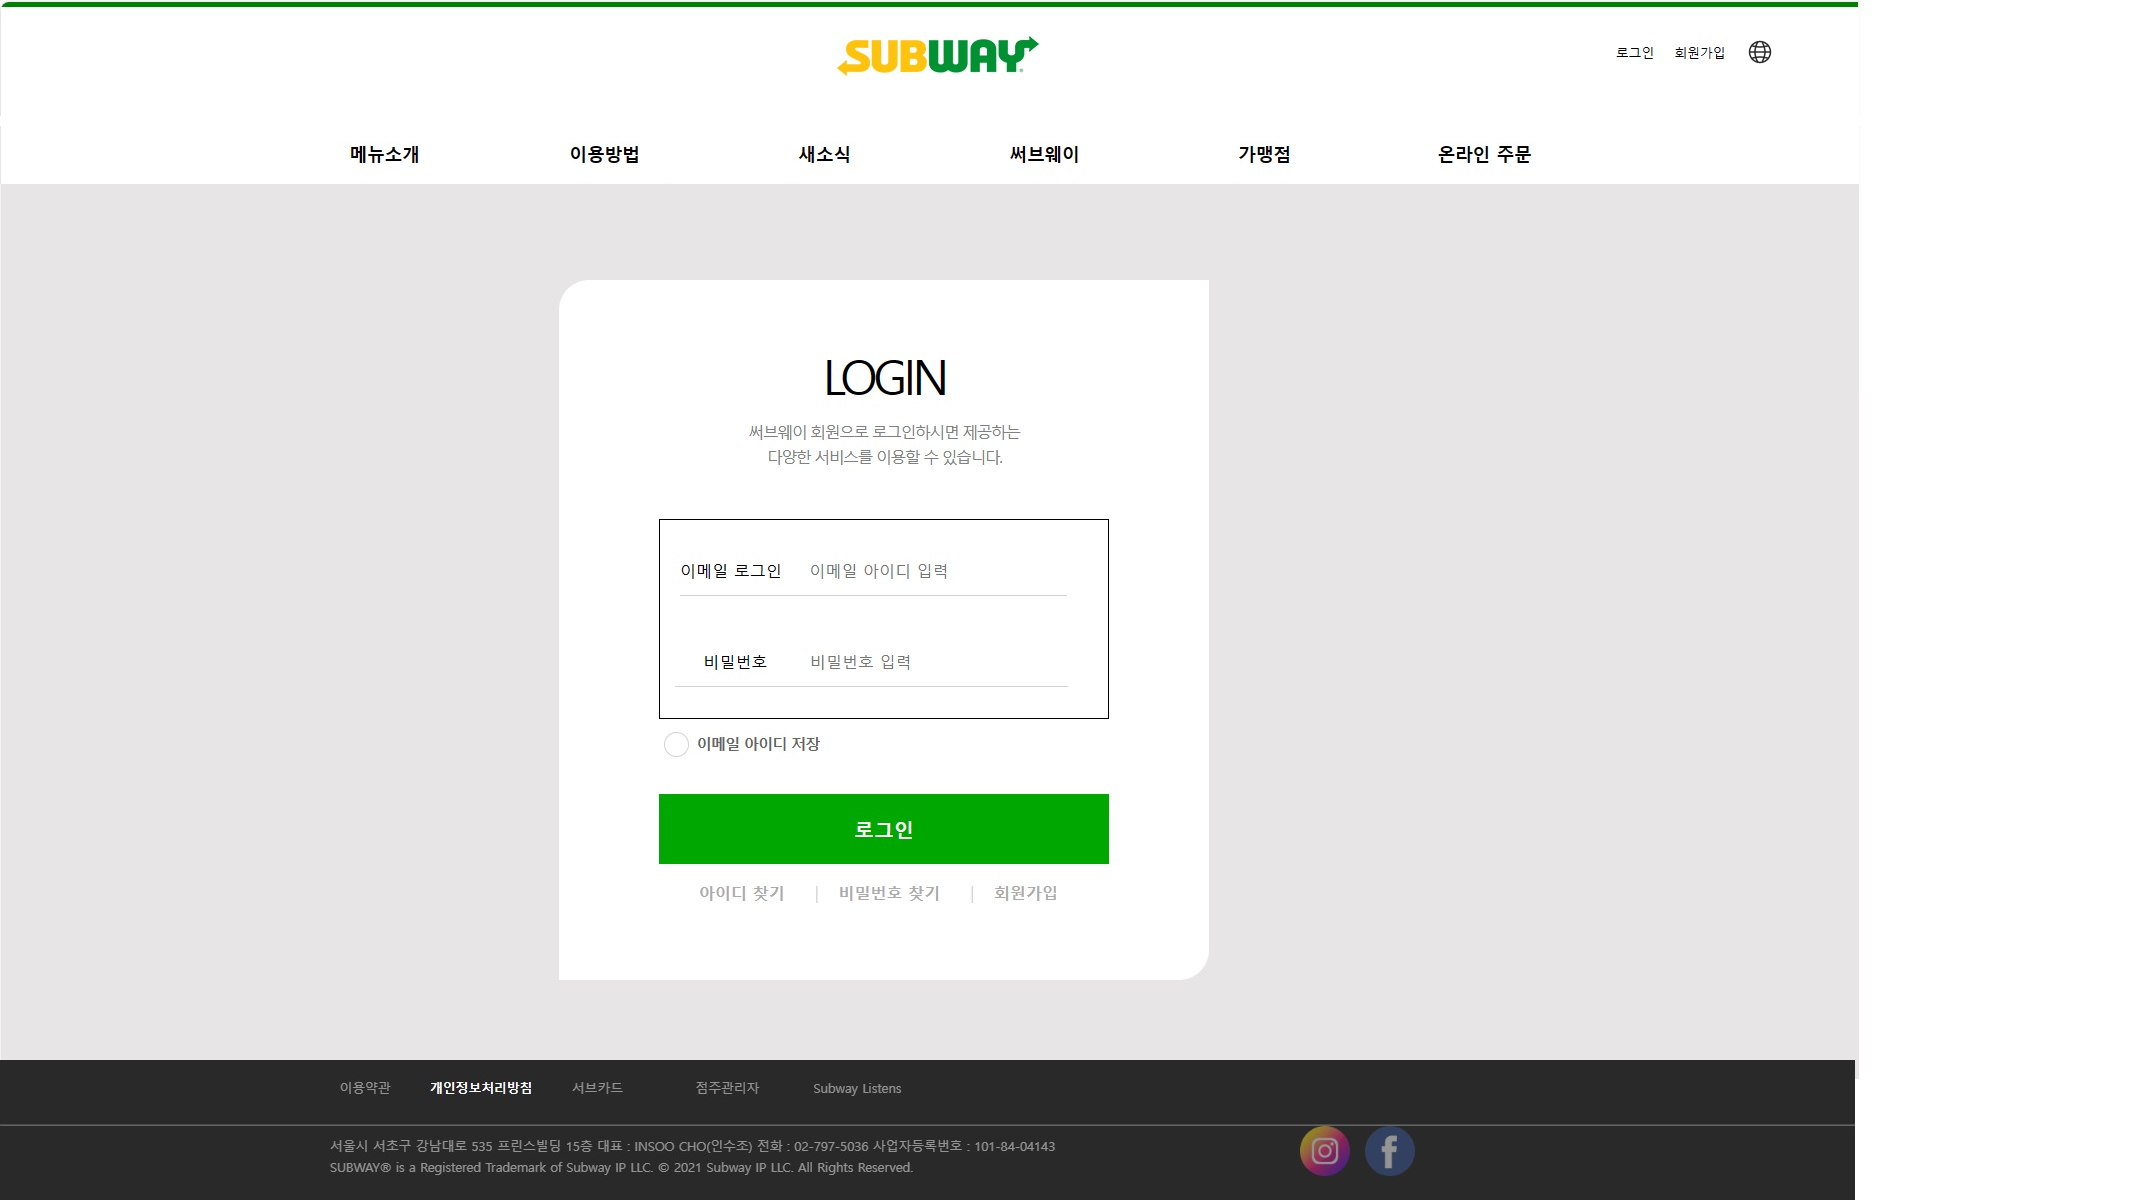 SUBWAY
로그인 회원가입
메뉴소개 이용방법 새소식 써브웨이 가맹점 온라인 주문
LOGIN
써브웨이 회원으로 로그인하시면 제공하는
다양한 서비스를 이용할 수 있습니다.
이메일 로그인 이메일 아이디 입력
비밀번호 비밀번호 입력
이메일 아이디 저장
로그인
아이디 찾기 | 비밀번호 찾기 | 회원가입
이용약관 개인정보처리방침 서브카드 점주관리자 Subway Listens
서울시 서초구 강남대로 535 프린스빌딩 15층 대표 : INSOO CHO(인수조) 전화 : 02-797-5036 사업자등록번호 : 101-84-04143
SUBWAY® is a Registered Trademark of Subway IP LLC. © 2021 Subway IP LLC. All Rights Reserved.